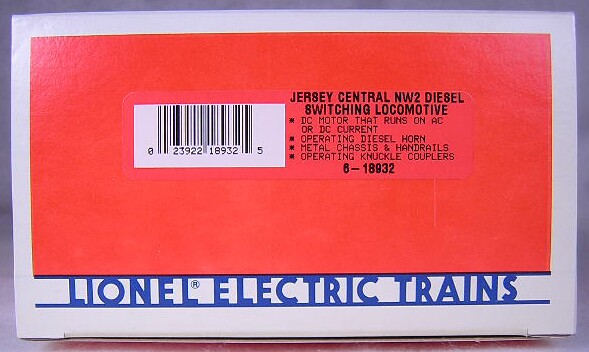 JERSEY CENTRAL NW2 DIESEL
SWITCHING LOCOMOTIVE
* DC MOTOR THAT RUNS ON AC
OR DC CURRENT
* OPERATING DIESEL HORN
* METAL CHASSIS & HANDRAILS
* OPERATING KNUCKLE COUPLERS
6-18932
0 23922 18932 5
LIONEL® ELECTRIC TRAINS